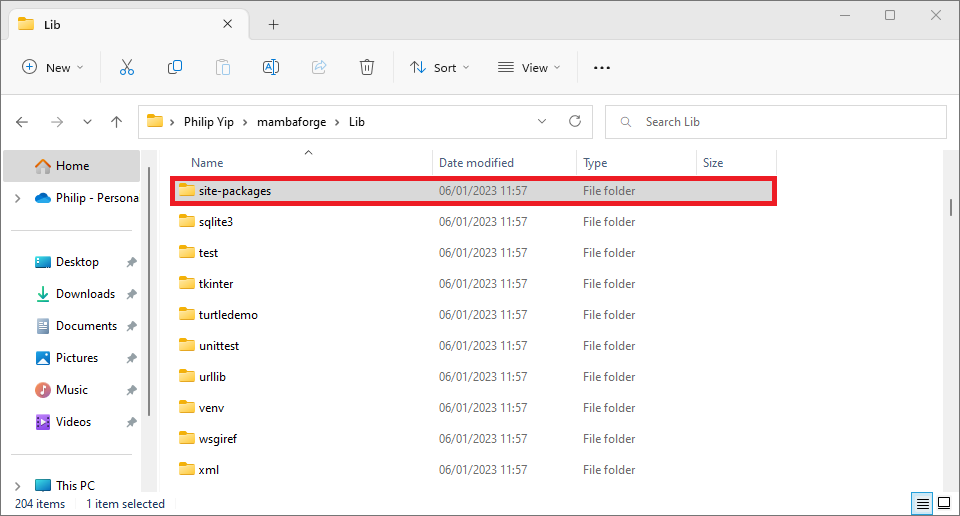 Lib
New
Sort
View
Philip Yip
mambaforge
Lib
Search Lib
Home
Philip - Persona
Desktop
Downloads
Documents
Pictures
Music
Videos
This PC
Name Date modified Type Size
site-packages 06/01/2023 11:57 File folder
sqlite3 06/01/2023 11:57 File folder
test 06/01/2023 11:57 File folder
tkinter 06/01/2023 11:57 File folder
turtledemo 06/01/2023 11:57 File folder
unittest 06/01/2023 11:57 File folder
urllib 06/01/2023 11:57 File folder
venv 06/01/2023 11:57 File folder
wsgiref 06/01/2023 11:57 File folder
xml 06/01/2023 11:57 File folder
204 items 1 item selected